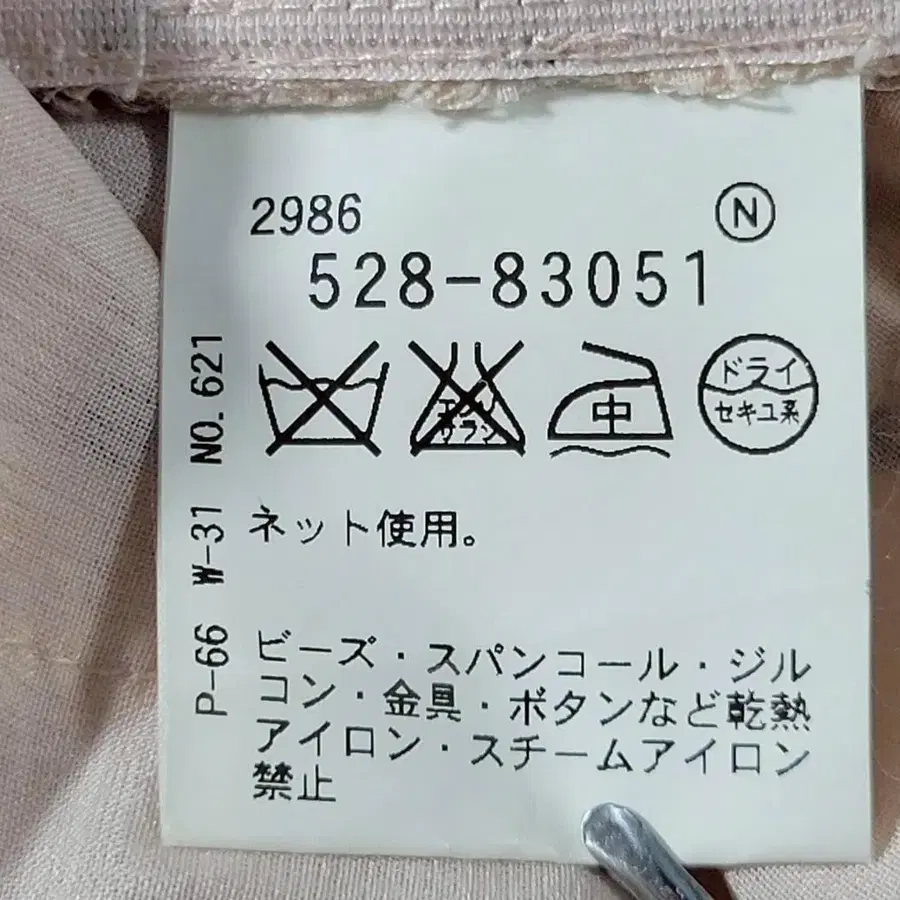 2986
N
528-83051
エンソ
サラシ
中
ドライ
セキユ系
ネット使用。
ビーズ・スパンコール・ジル
コン・金具・ボタンなど乾熱
アイロン・スチームアイロン
禁止
P-66 W-31 NO.621